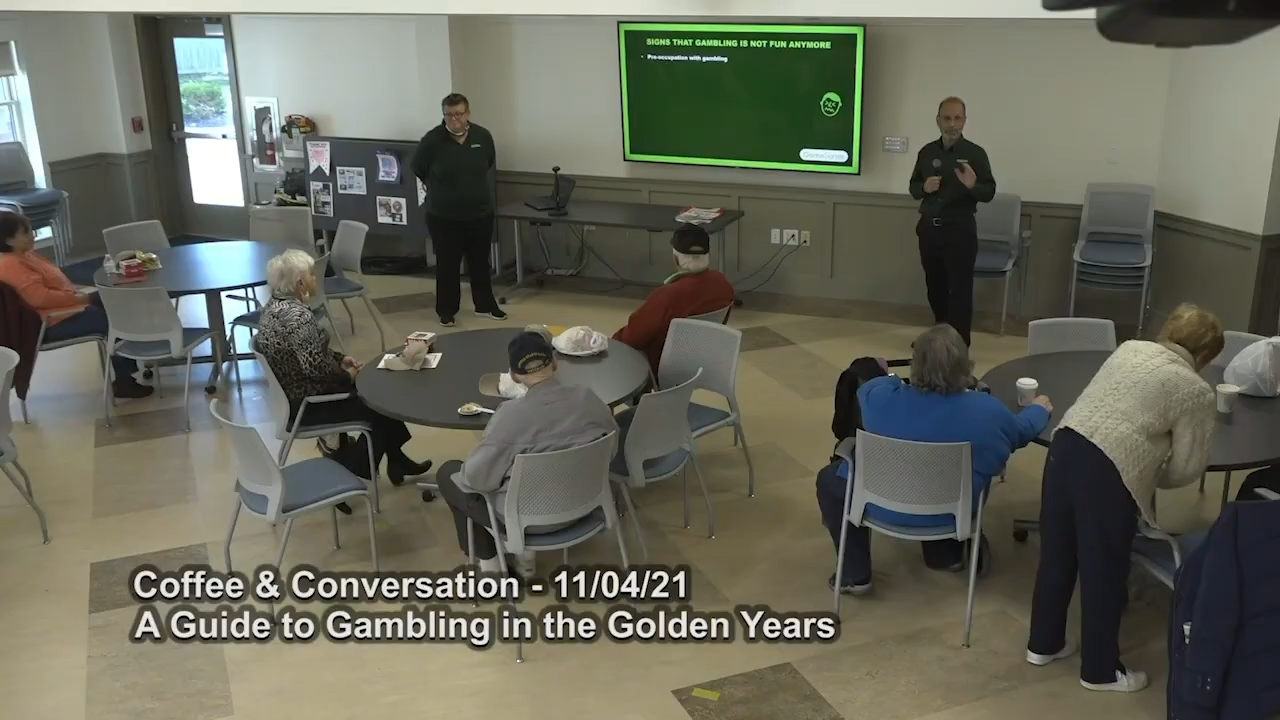 SIGNS THAT GAMBLING IS NOT FUN ANYMORE
• Pre-occupation with gambling
GameSense
Coffee & Conversation - 11/04/21
A Guide to Gambling in the Golden Years